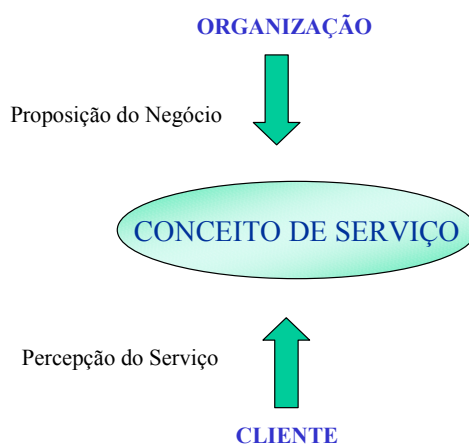 ORGANIZAÇÃO
Proposição do Negócio
CONCEITO DE SERVIÇO
Percepção do Serviço
CLIENTE